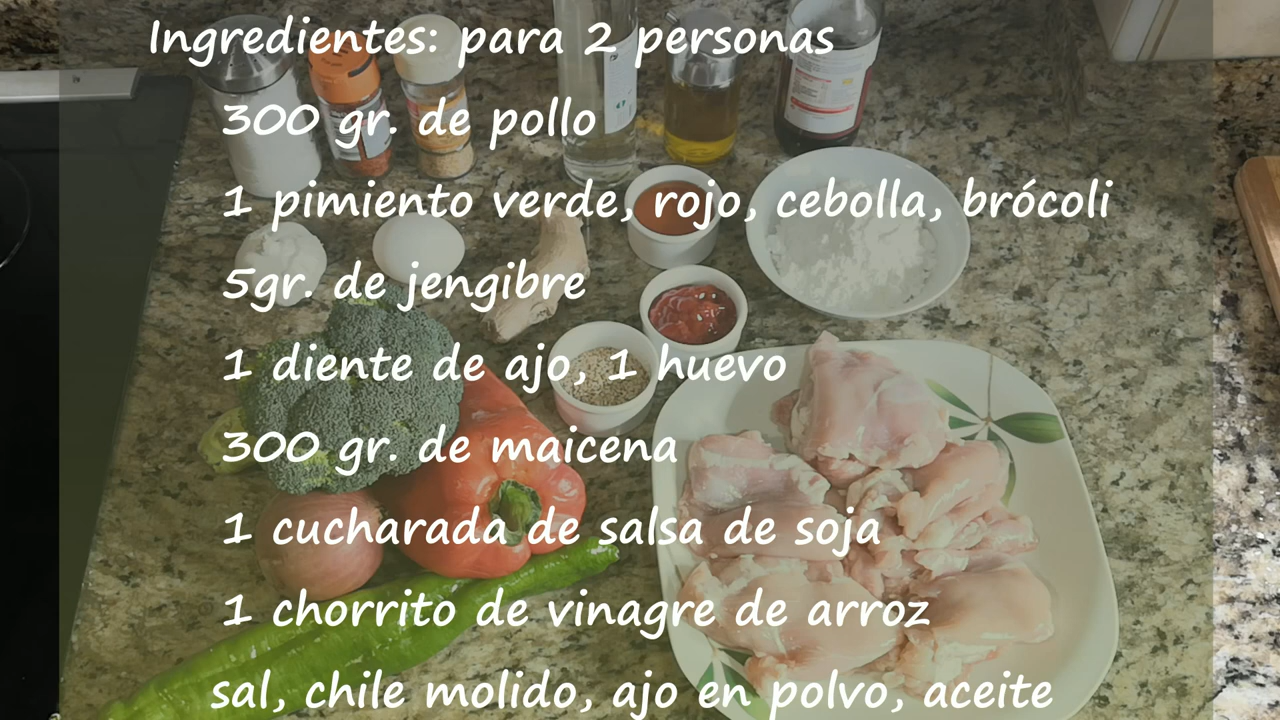 Ingredientes: para 2 personas
300 gr. de pollo
1 pimiento verde, rojo, cebolla, brócoli
5gr. de jengibre
1 diente de ajo, 1 huevo
300 gr. de maicena
1 cucharada de salsa de soja
1 chorrito de vinagre de arroz
sal, chile molido, ajo en polvo, aceite